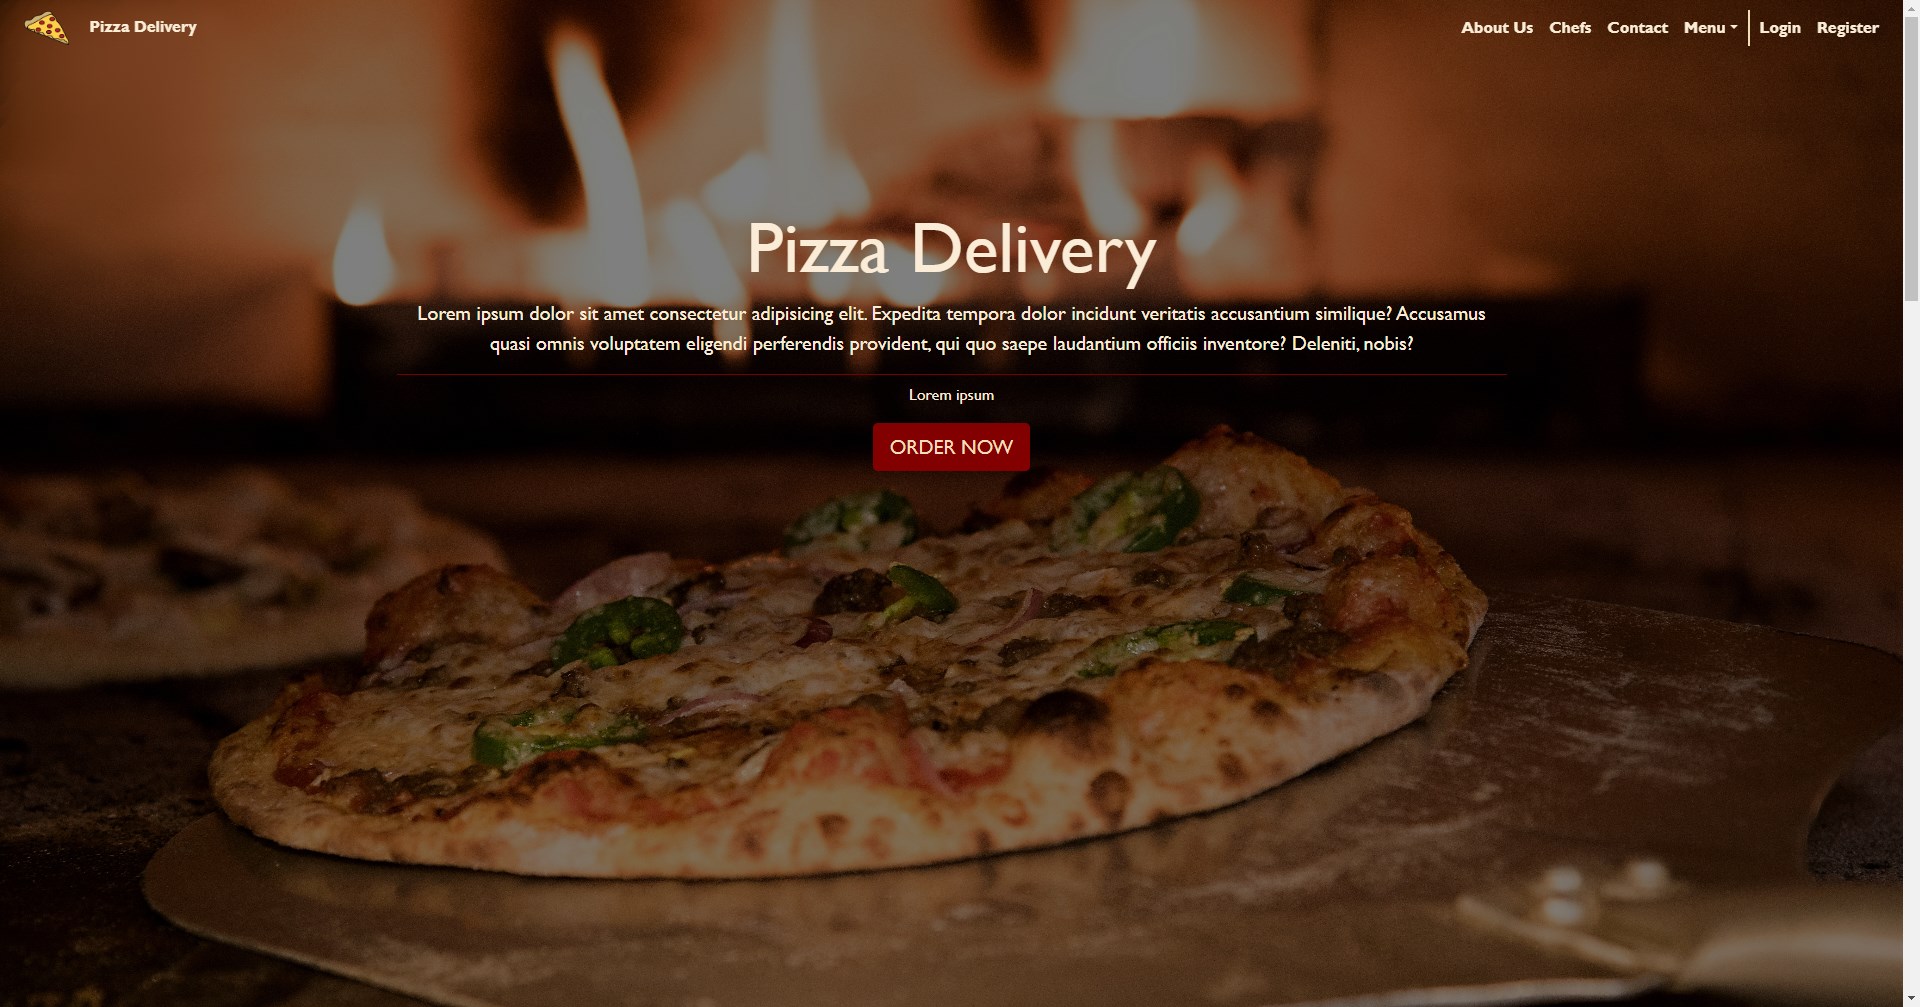 Pizza Delivery
About Us Chefs Contact Menu Login Register
Pizza Delivery
Lorem ipsum dolor sit amet consectetur adipisicing elit. Expedita tempora dolor incidunt veritatis accusantium similique? Accusamus
quasi omnis voluptatem eligendi perferendis provident, qui quo saepe laudantium officiis inventore? Deleniti, nobis?
Lorem ipsum
ORDER NOW